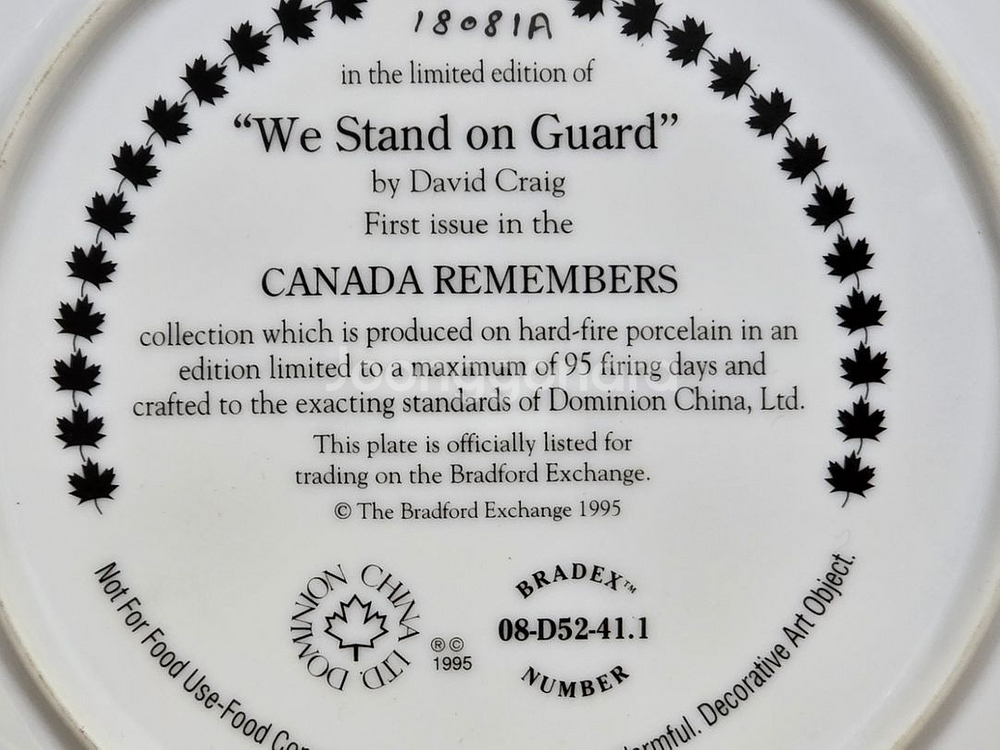 18081A
in the limited edition of
“We Stand on Guard”
by David Craig
First issue in the
CANADA REMEMBERS
collection which is produced on hard-fire porcelain in an
edition limited to a maximum of 95 firing days and
crafted to the exacting standards of Dominion China, Ltd.
This plate is officially listed for
trading on the Bradford Exchange.
© The Bradford Exchange 1995
DOMINION CHINA LTD.
®©
1995
BRADEX™
08-D52-41.1
NUMBER
Not For Food Use-Food
Decorative Art Object.